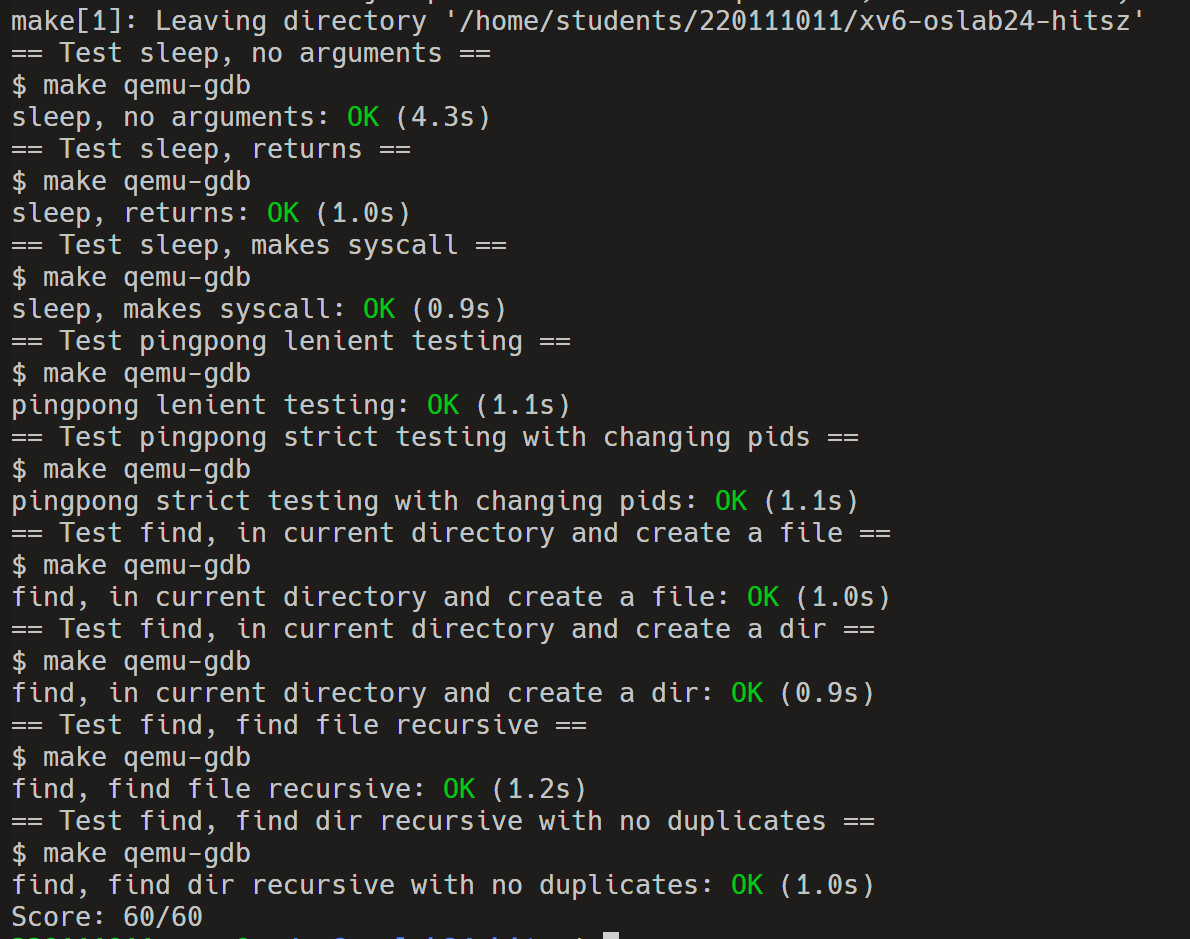 make[1]: Leaving directory '/home/students/220111011/xv6-oslab24-hitsz'
== Test sleep, no arguments ==
$ make qemu-gdb
sleep, no arguments: OK (4.3s)
== Test sleep, returns ==
$ make qemu-gdb
sleep, returns: OK (1.0s)
== Test sleep, makes syscall ==
$ make qemu-gdb
sleep, makes syscall: OK (0.9s)
== Test pingpong lenient testing ==
$ make qemu-gdb
pingpong lenient testing: OK (1.1s)
== Test pingpong strict testing with changing pids ==
$ make qemu-gdb
pingpong strict testing with changing pids: OK (1.1s)
== Test find, in current directory and create a file ==
$ make qemu-gdb
find, in current directory and create a file: OK (1.0s)
== Test find, in current directory and create a dir ==
$ make qemu-gdb
find, in current directory and create a dir: OK (0.9s)
== Test find, find file recursive ==
$ make qemu-gdb
find, find file recursive: OK (1.2s)
== Test find, find dir recursive with no duplicates ==
$ make qemu-gdb
find, find dir recursive with no duplicates: OK (1.0s)
Score: 60/60